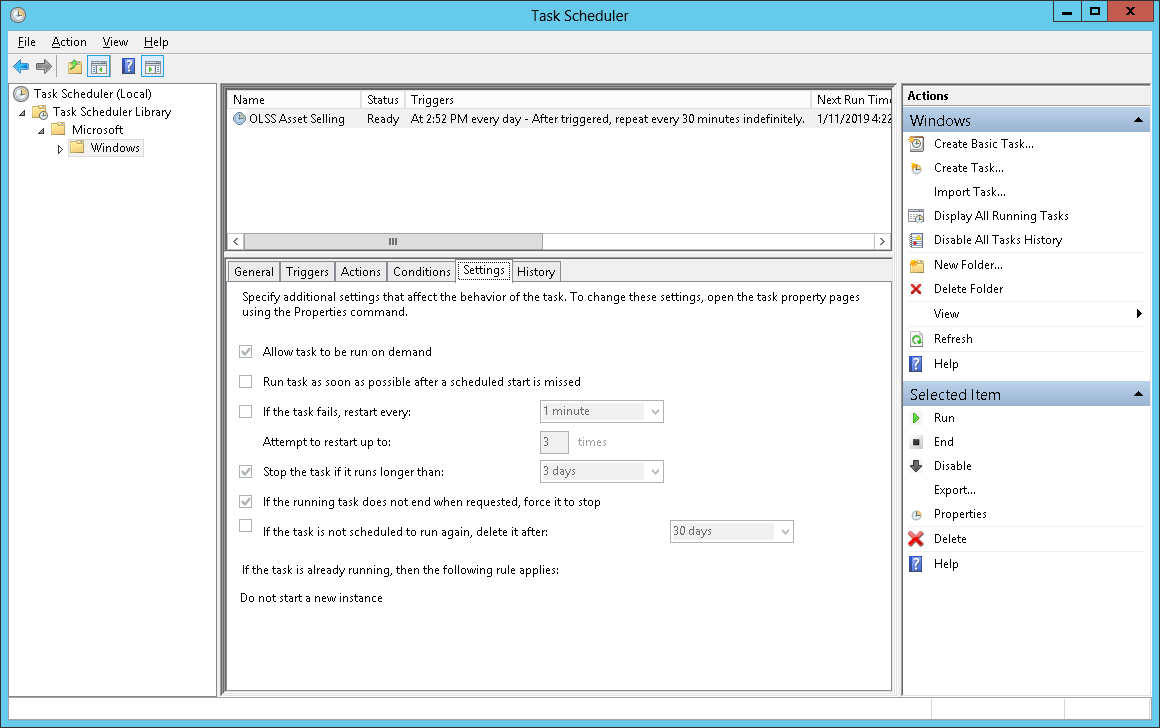 Task Scheduler
File Action View Help
Task Scheduler (Local)
Task Scheduler Library
Microsoft
Windows
Name Status Triggers Next Run Time
OLSS Asset Selling Ready At 2:52 PM every day - After triggered, repeat every 30 minutes indefinitely. 1/11/2019 4:22
General Triggers Actions Conditions Settings History
Specify additional settings that affect the behavior of the task. To change these settings, open the task property pages
using the Properties command.
Allow task to be run on demand
Run task as soon as possible after a scheduled start is missed
If the task fails, restart every: 1 minute
Attempt to restart up to: 3 times
Stop the task if it runs longer than: 3 days
If the running task does not end when requested, force it to stop
If the task is not scheduled to run again, delete it after: 30 days
If the task is already running, then the following rule applies:
Do not start a new instance
Actions
Windows
Create Basic Task...
Create Task...
Import Task...
Display All Running Tasks
Disable All Tasks History
New Folder...
Delete Folder
View
Refresh
Help
Selected Item
Run
End
Disable
Export...
Properties
Delete
Help